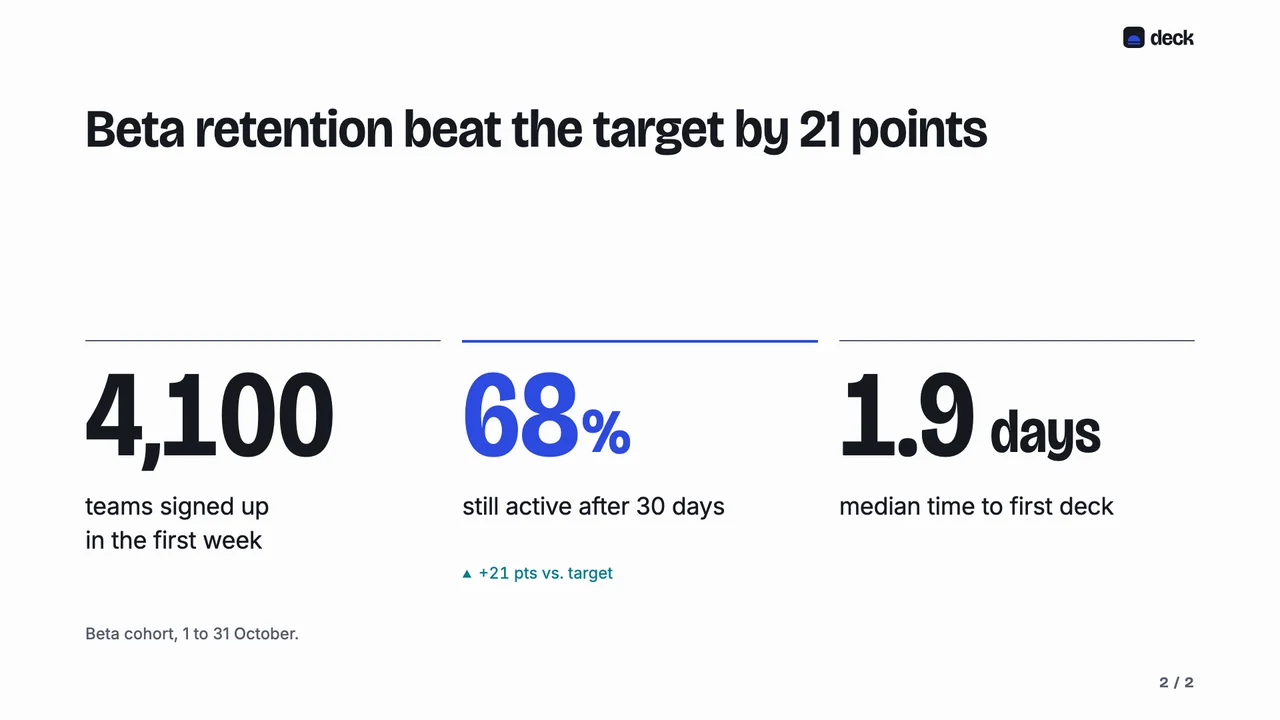 deck
Beta retention beat the target by 21 points
4,100
teams signed up
in the first week
68%
still active after 30 days
▲ +21 pts vs. target
1.9 days
median time to first deck
Beta cohort, 1 to 31 October.
2 / 2